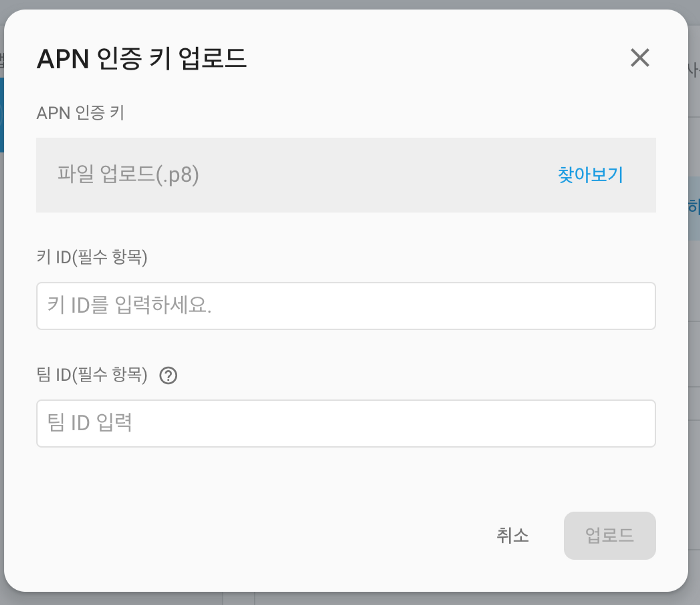 APN 인증 키 업로드
APN 인증 키
파일 업로드(.p8)
찾아보기
키 ID(필수 항목)
키 ID를 입력하세요.
팀 ID(필수 항목)
팀 ID 입력
취소
업로드